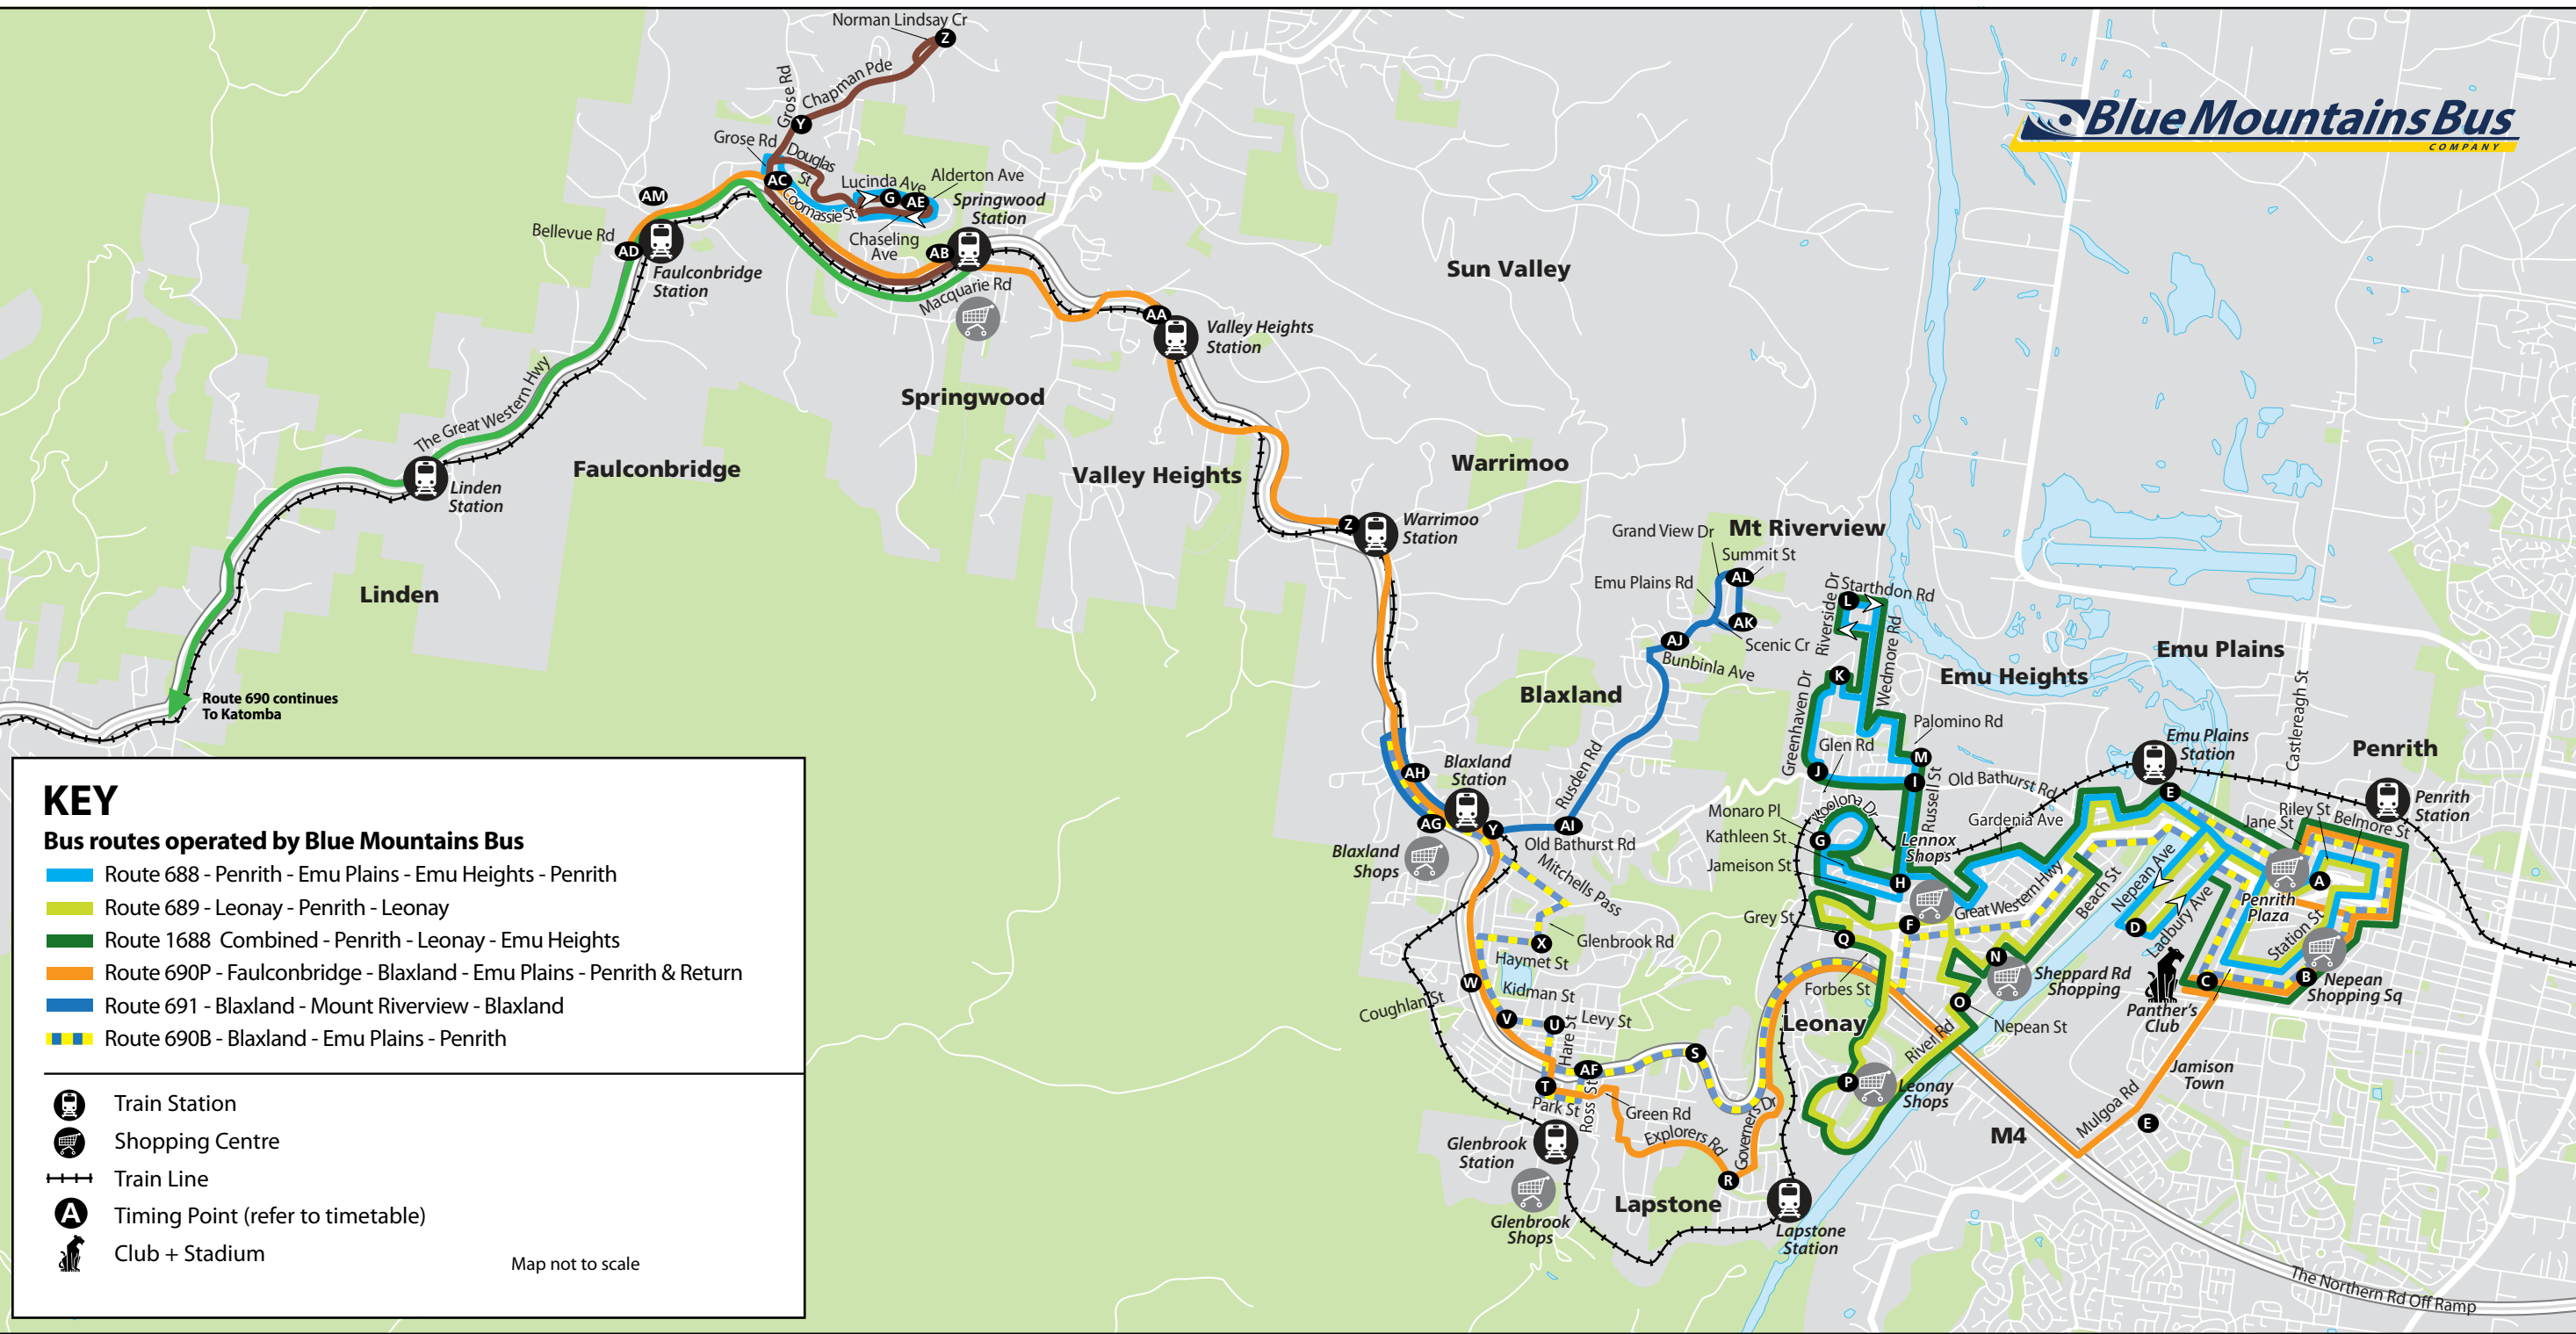 Norman Lindsay Cr
Z
Chapman Pde
Grose Rd
Y
Grose Rd
Douglas
St
AC
Lucinda Ave
Alderton Ave
G
AE
Coomassie St
Chaseling
Ave
Springwood
Station
AB
Macquarie Rd
AM
Bellevue Rd
AD
Faulconbridge
Station
Blue Mountains Bus
COMPANY
Sun Valley
AA
Valley Heights
Station
Springwood
The Great Western Hwy
Faulconbridge
Valley Heights
Warrimoo
Linden
Station
Z
Warrimoo
Station
Linden
Route 690 continues
To Katomba
Grand View Dr
Mt Riverview
Summit St
Emu Plains Rd
AL
AK
AJ
Scenic Cr
Bunbinla Ave
Riverside Dr
L
Starthdon Rd
Wedmore Rd
K
Greenhaven Dr
Emu Heights
Emu Plains
Castlereagh St
Blaxland
Palomino Rd
Glen Rd
M
J
I
Old Bathurst Rd
Russell St
Emu Plains
Station
E
Penrith
Penrith
Station
Riley St
Belmore St
Jane St
AH
Blaxland
Station
AG
Y
Rusden Rd
AI
Old Bathurst Rd
Blaxland
Shops
Mitchells Pass
Monaro Pl
Koolona Dr
Kathleen St
G
Jameison St
Lennox
Shops
H
Gardenia Ave
Great Western Hwy
Beach St
Nepean Ave
Ladbury Ave
D
Penrith
Plaza
A
Station St
B
Nepean
Shopping Sq
C
Panther's
Club
Grey St
Q
F
N
Sheppard Rd
Shopping
O
Nepean St
Forbes St
Leonay
River Rd
P
Leonay
Shops
X
Glenbrook Rd
Haymet St
W
Kidman St
Coughlan St
V
U
Levy St
Hare St
AF
S
T
Park St
Ross St
Green Rd
Explorers Rd
Governers Dr
R
Glenbrook
Station
Glenbrook
Shops
Lapstone
Lapstone
Station
M4
Mulgoa Rd
Jamison
Town
E
The Northern Rd Off Ramp
KEY
Bus routes operated by Blue Mountains Bus
Route 688 - Penrith - Emu Plains - Emu Heights - Penrith
Route 689 - Leonay - Penrith - Leonay
Route 1688 Combined - Penrith - Leonay - Emu Heights
Route 690P - Faulconbridge - Blaxland - Emu Plains - Penrith & Return
Route 691 - Blaxland - Mount Riverview - Blaxland
Route 690B - Blaxland - Emu Plains - Penrith
Train Station
Shopping Centre
Train Line
A
Timing Point (refer to timetable)
Club + Stadium
Map not to scale